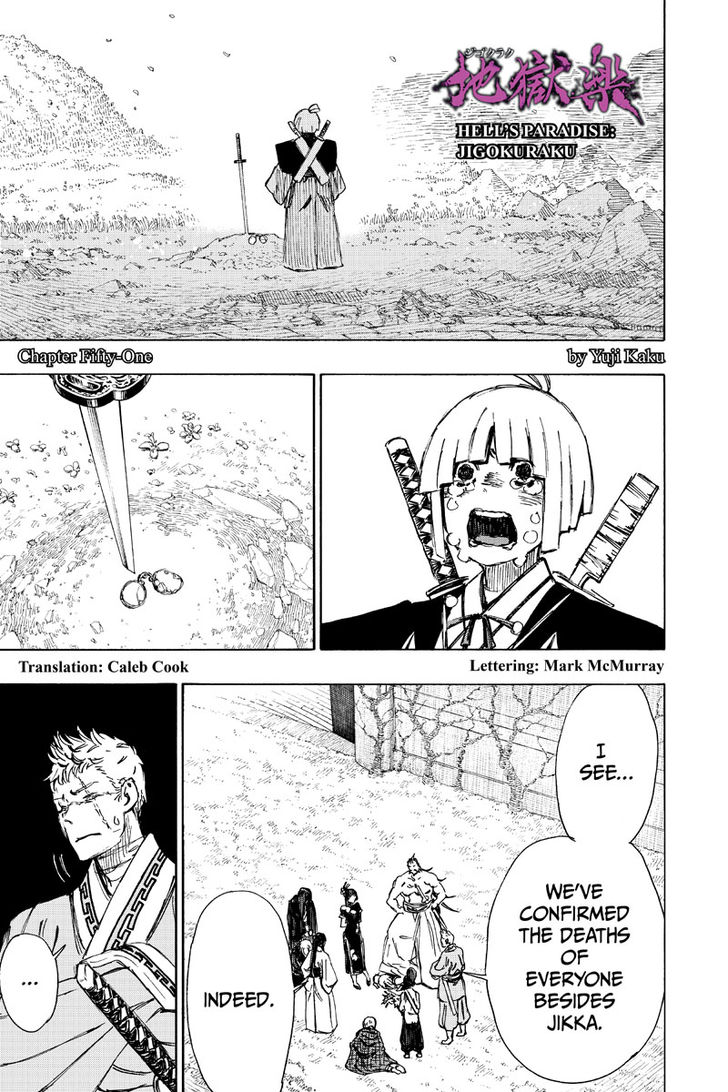 ジゴクラク
地獄楽
HELL'S PARADISE:
JIGOKURAKU
Chapter Fifty-One
by Yuji Kaku
Translation: Caleb Cook
Lettering: Mark McMurray
I
SEE...
WE'VE
CONFIRMED
THE DEATHS
OF
EVERYONE
BESIDES
JIKKA.
INDEED.
...